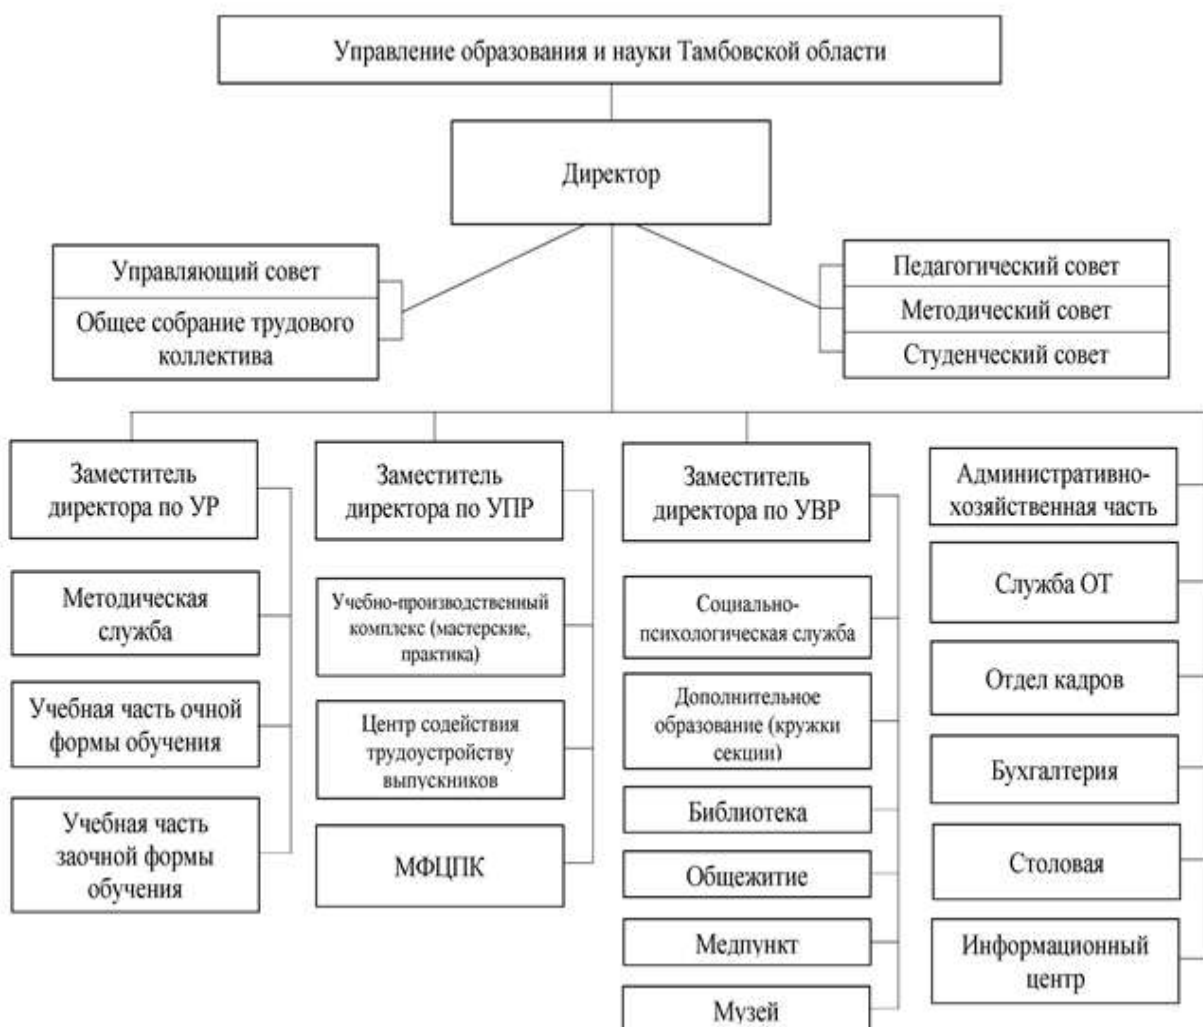 Управление образования и науки Тамбовской области
Директор
Управляющий совет
Общее собрание трудового
коллектива
Педагогический совет
Методический совет
Студенческий совет
Заместитель
директора по УР
Методическая
служба
Учебная часть очной
формы обучения
Учебная часть
заочной формы
обучения
Заместитель
директора по УПР
Учебно-производственный
комплекс (мастерские,
практика)
Центр содействия
трудоустройству
выпускников
МФЦПК
Заместитель
директора по УВР
Социально-
психологическая служба
Дополнительное
образование (кружки
секции)
Библиотека
Общежитие
Медпункт
Музей
Административно-
хозяйственная часть
Служба ОТ
Отдел кадров
Бухгалтерия
Столовая
Информационный
центр